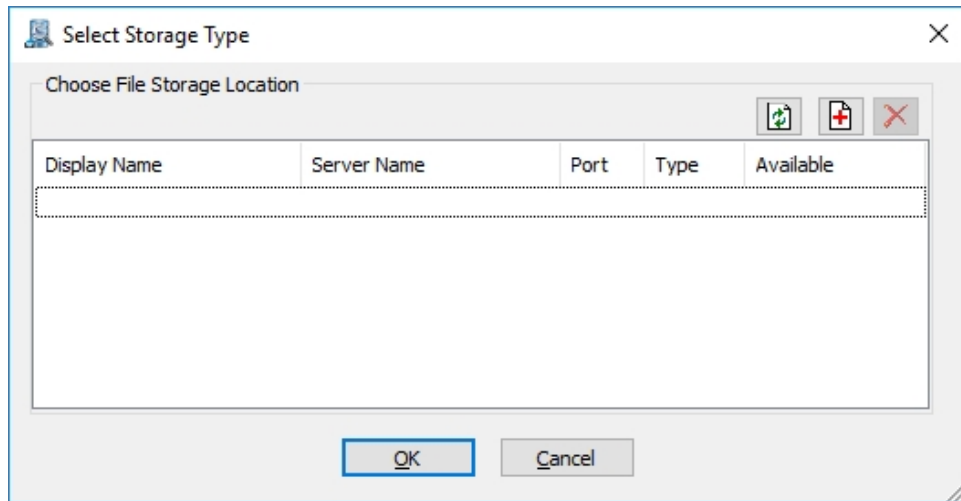 Select Storage Type
Choose File Storage Location
Display Name Server Name Port Type Available
OK Cancel